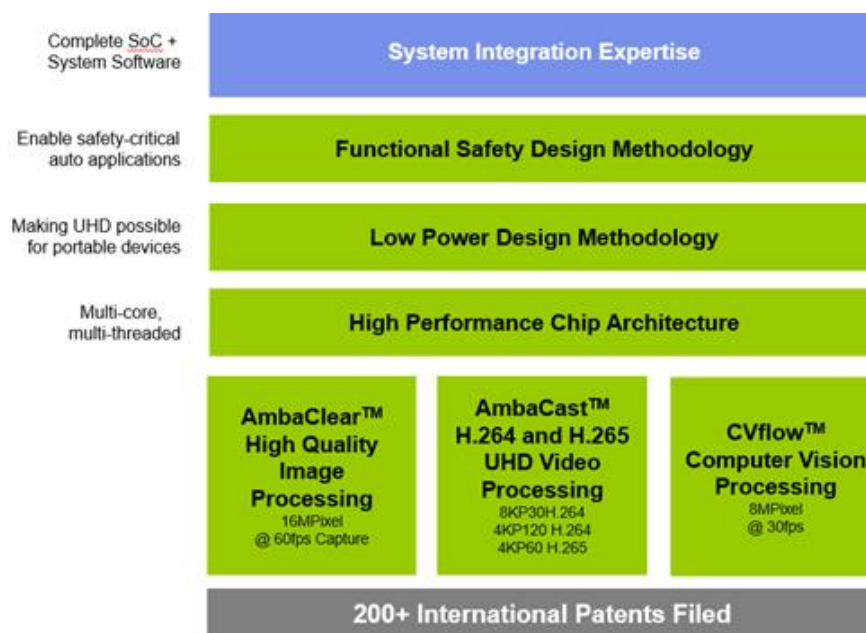 Complete SoC +
System Software
System Integration Expertise
Enable safety-critical
auto applications
Functional Safety Design Methodology
Making UHD possible
for portable devices
Low Power Design Methodology
Multi-core,
multi-threaded
High Performance Chip Architecture
AmbaClear™
High Quality
Image
Processing
16MPixel
@ 60fps Capture
AmbaCast™
H.264 and H.265
UHD Video
Processing
8KP30H.264
4KP120 H.264
4KP60 H.265
CVflow™
Computer Vision
Processing
8MPixel
@ 30fps
200+ International Patents Filed